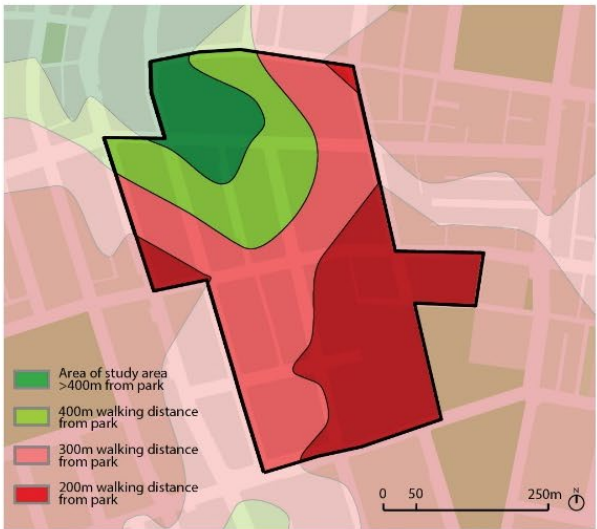 Area of study area
>400m from park
400m walking distance
from park
300m walking distance
from park
200m walking distance
from park
0 50 250m
N